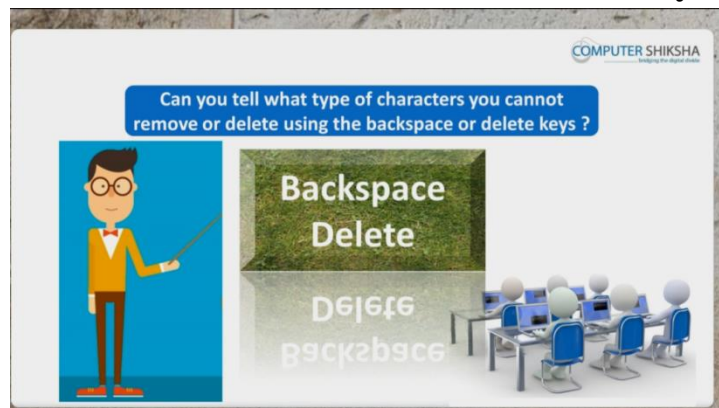 COMPUTER SHIKSHA
bridging the digital divide
Can you tell what type of characters you cannot
remove or delete using the backspace or delete keys ?
Backspace
Delete